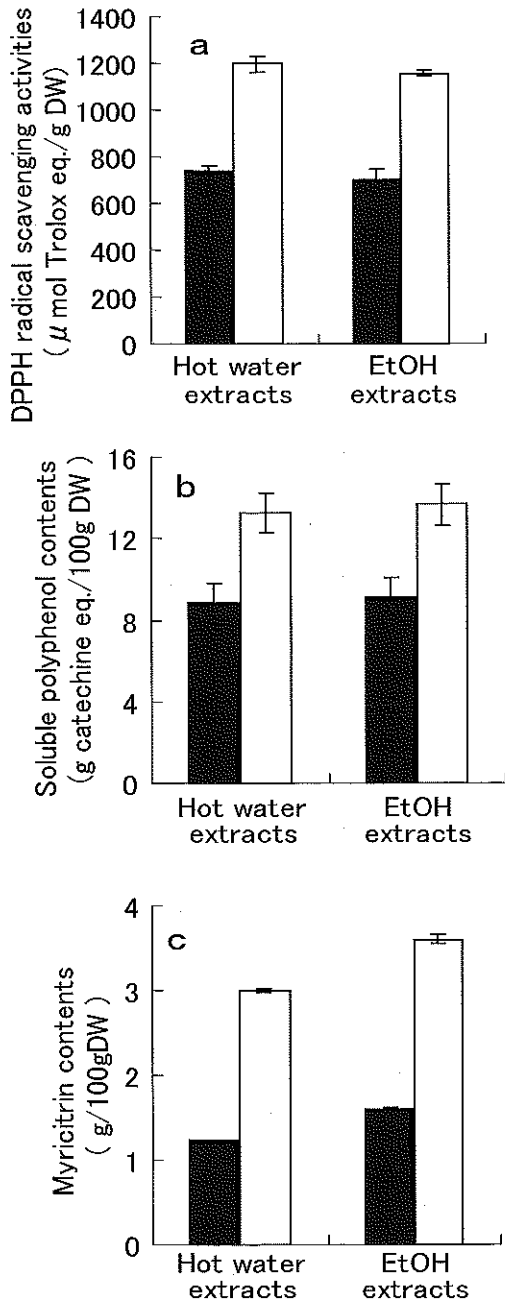 a
DPPH radical scavenging activities
( μ mol Trolox eq./g DW)
1400
1200
1000
800
600
400
200
0
Hot water
extracts
EtOH
extracts
b
Soluble polyphenol contents
(g catechine eq./100g DW )
16
12
8
4
0
Hot water
extracts
EtOH
extracts
c
Myricitrin contents
( g/100gDW )
4
3
2
1
0
Hot water
extracts
EtOH
extracts